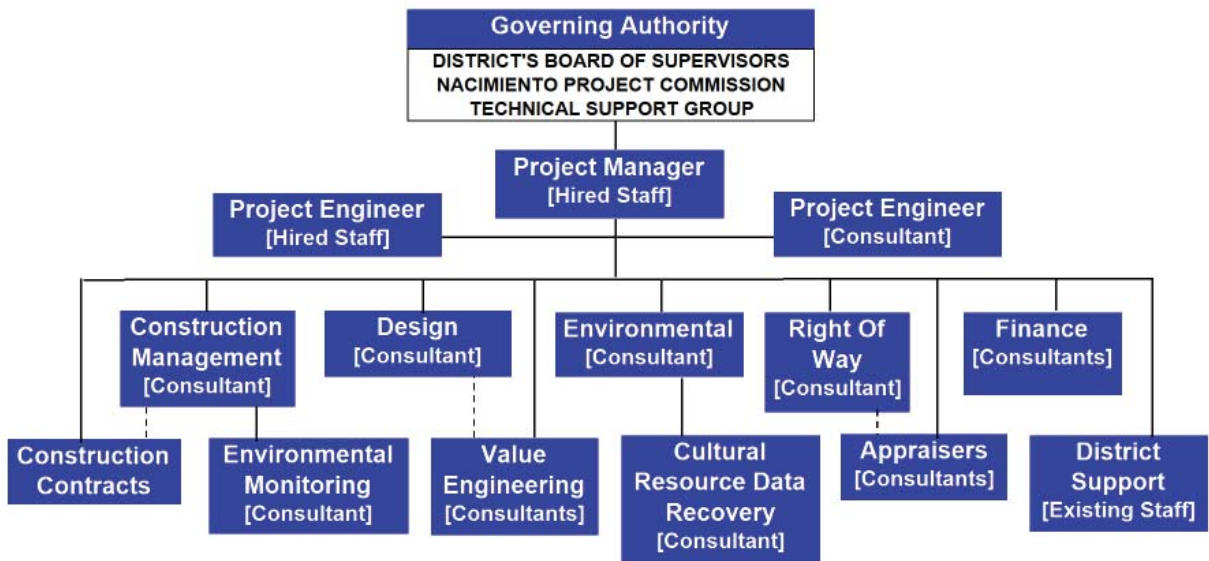 Governing Authority
DISTRICT'S BOARD OF SUPERVISORS
NACIMIENTO PROJECT COMMISSION
TECHNICAL SUPPORT GROUP
Project Manager
[Hired Staff]
Project Engineer
[Hired Staff]
Project Engineer
[Consultant]
Construction
Management
[Consultant]
Design
[Consultant]
Environmental
[Consultant]
Right Of
Way
[Consultant]
Finance
[Consultants]
Construction
Contracts
Environmental
Monitoring
[Consultant]
Value
Engineering
[Consultants]
Cultural
Resource Data
Recovery
[Consultant]
Appraisers
[Consultants]
District
Support
[Existing Staff]